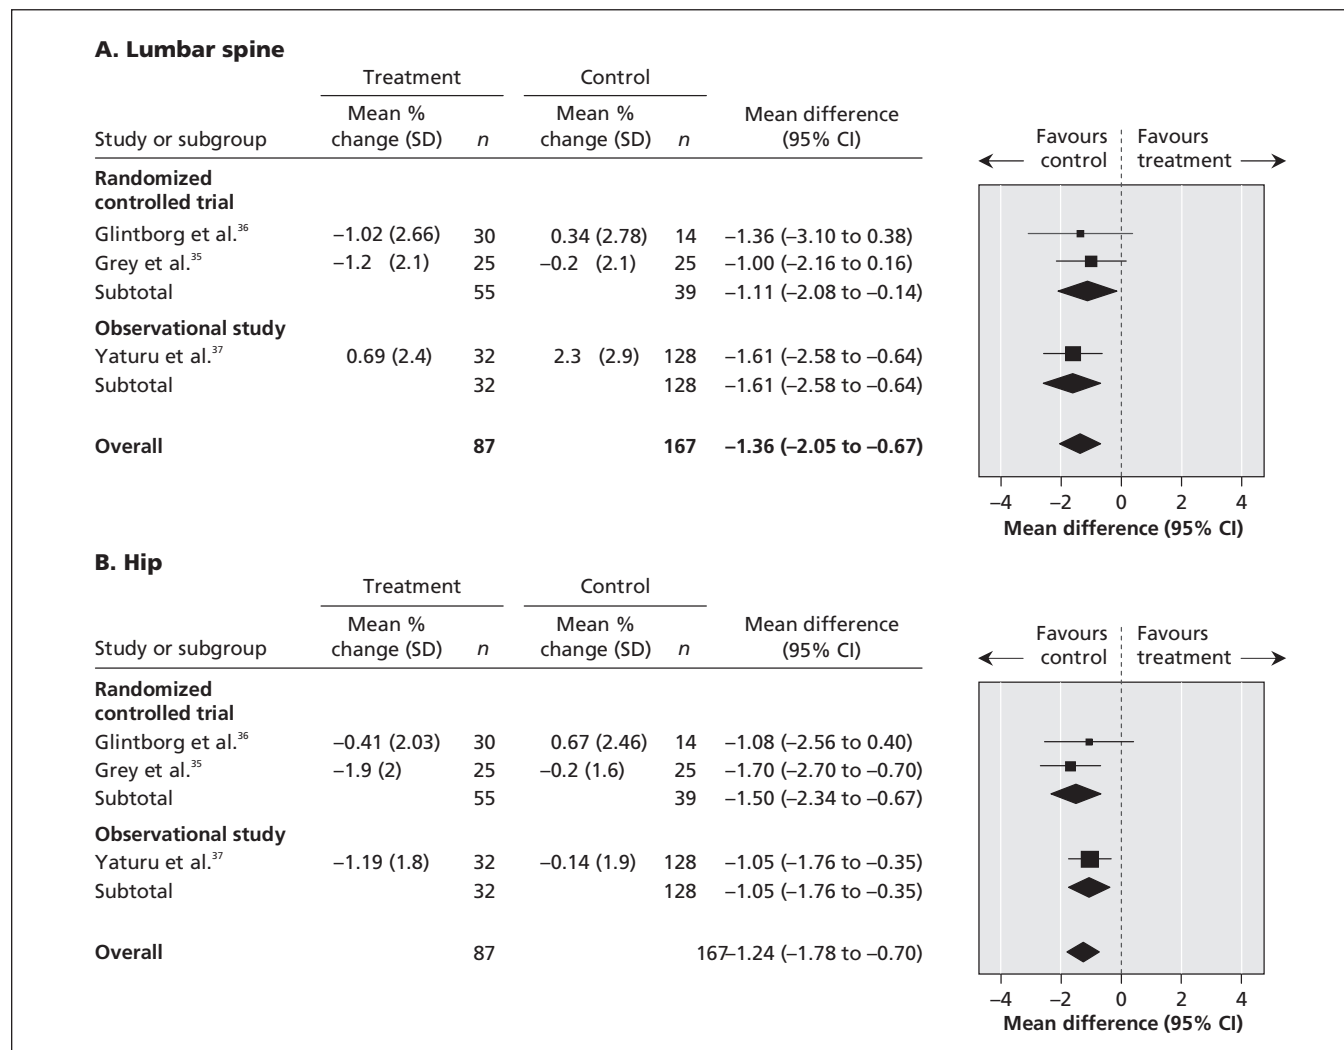 A. Lumbar spine
Treatment Control
Study or subgroup Mean % change (SD) n Mean % change (SD) n Mean difference (95% CI)
Favours control Favours treatment
Randomized
controlled trial
Glintborg et al.³⁶ –1.02 (2.66) 30 0.34 (2.78) 14 –1.36 (–3.10 to 0.38)
Grey et al.³⁵ –1.2 (2.1) 25 –0.2 (2.1) 25 –1.00 (–2.16 to 0.16)
Subtotal 55 39 –1.11 (–2.08 to –0.14)
Observational study
Yaturu et al.³⁷ 0.69 (2.4) 32 2.3 (2.9) 128 –1.61 (–2.58 to –0.64)
Subtotal 32 128 –1.61 (–2.58 to –0.64)
Overall 87 167 –1.36 (–2.05 to –0.67)
–4 –2 0 2 4
Mean difference (95% CI)
B. Hip
Treatment Control
Study or subgroup Mean % change (SD) n Mean % change (SD) n Mean difference (95% CI)
Favours control Favours treatment
Randomized
controlled trial
Glintborg et al.³⁶ –0.41 (2.03) 30 0.67 (2.46) 14 –1.08 (–2.56 to 0.40)
Grey et al.³⁵ –1.9 (2) 25 –0.2 (1.6) 25 –1.70 (–2.70 to –0.70)
Subtotal 55 39 –1.50 (–2.34 to –0.67)
Observational study
Yaturu et al.³⁷ –1.19 (1.8) 32 –0.14 (1.9) 128 –1.05 (–1.76 to –0.35)
Subtotal 32 128 –1.05 (–1.76 to –0.35)
Overall 87 167 –1.24 (–1.78 to –0.70)
–4 –2 0 2 4
Mean difference (95% CI)